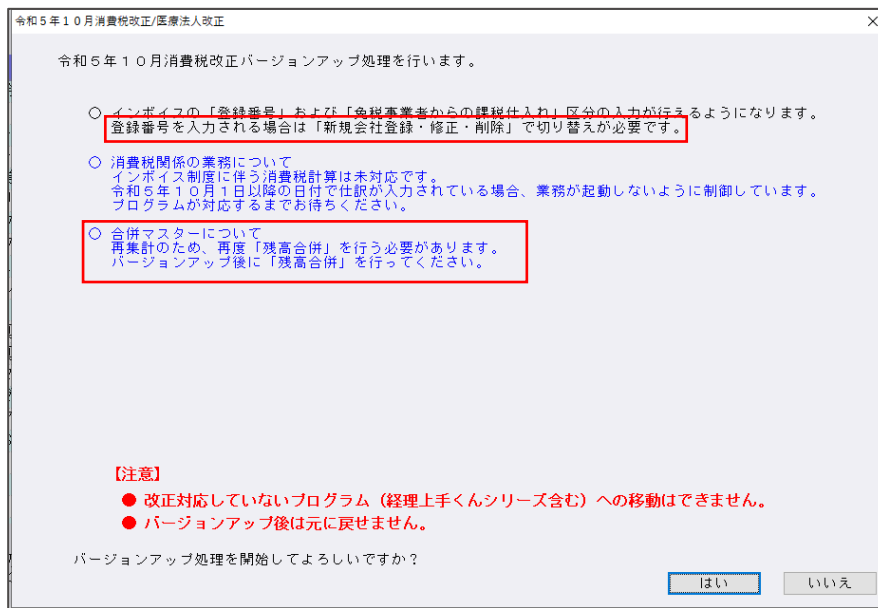 令和５年１０月消費税改正/医療法人改正
令和５年１０月消費税改正バージョンアップ処理を行います。
○ インボイスの「登録番号」および「免税事業者からの課税仕入れ」区分の入力が行えるようになります。
登録番号を入力される場合は「新規会社登録・修正・削除」で切り替えが必要です。
○ 消費税関係の業務について
インボイス制度に伴う消費税計算は未対応です。
令和５年１０月１日以降の日付で仕訳が入力されている場合、業務が起動しないように制御しています。
プログラムが対応するまでお待ちください。
○ 合併マスターについて
再集計のため、再度「残高合併」を行う必要があります。
バージョンアップ後に「残高合併」を行ってください。
【注意】
● 改正対応していないプログラム（経理上手くんシリーズ含む）への移動はできません。
● バージョンアップ後は元に戻せません。
バージョンアップ処理を開始してよろしいですか？
はい いいえ